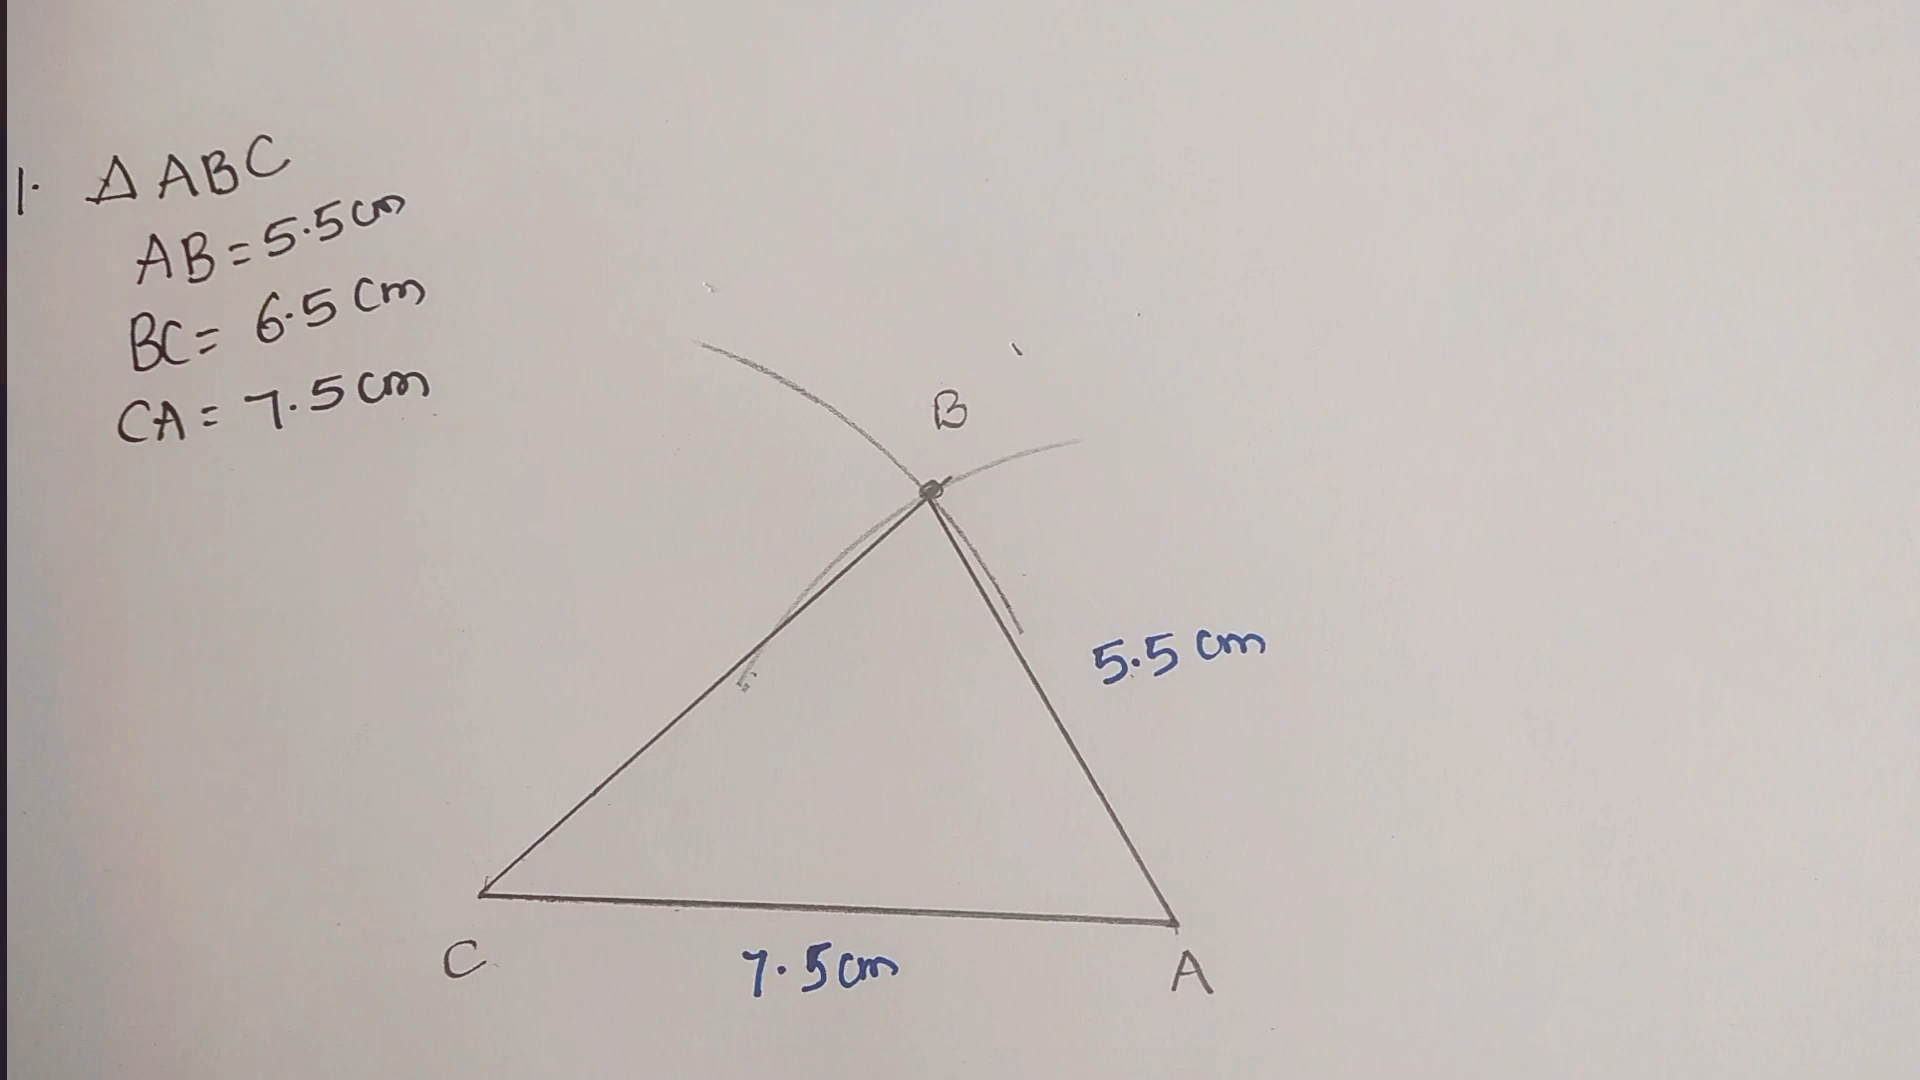 1. △ ABC
AB = 5.5 cm
BC = 6.5 cm
CA = 7.5 cm
B
5.5 cm
C
7.5 cm
A